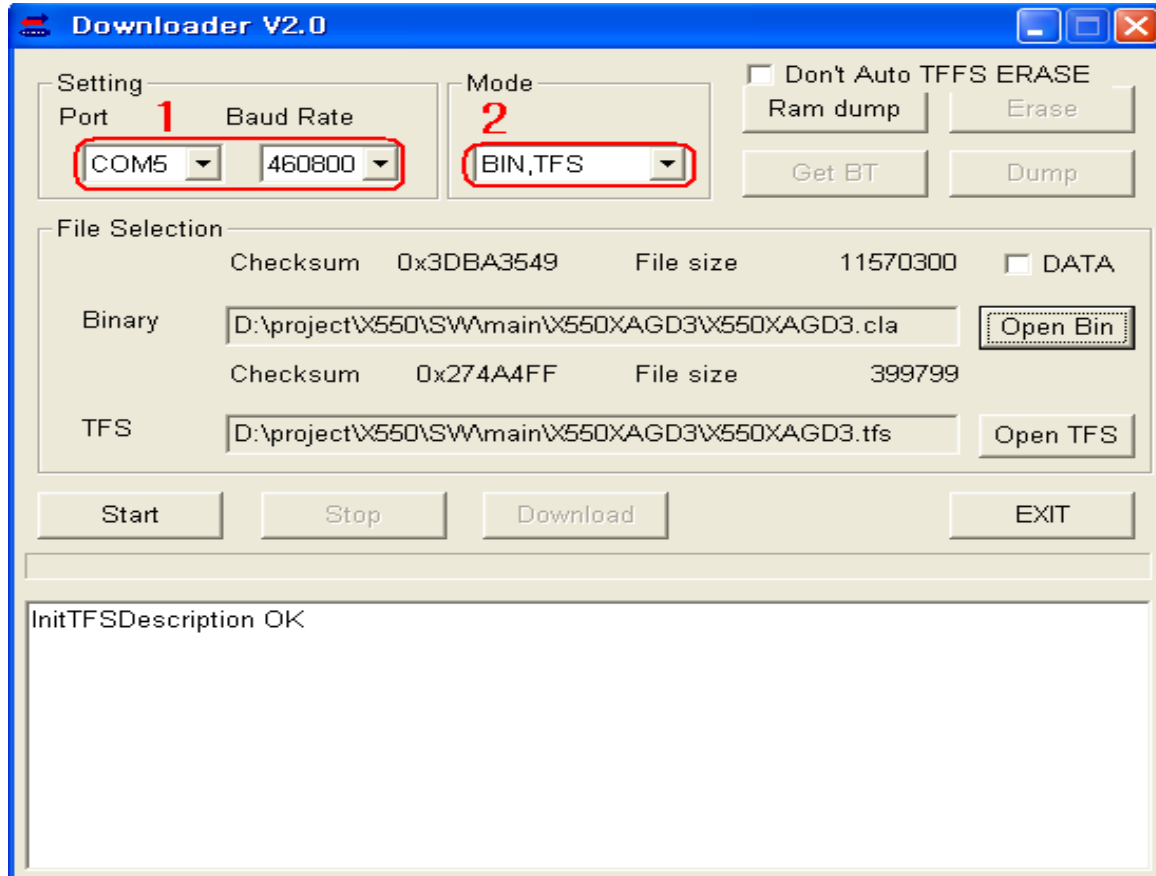 Downloader V2.0
Don't Auto TFFS ERASE
Setting
Mode
Port 1 Baud Rate
2
Ram dump
Erase
COM5 460800
BIN,TFS
Get BT
Dump
File Selection
Checksum 0x3DBA3549 File size 11570300 DATA
Binary D:\project\X550\SW\main\X550XAGD3\X550XAGD3.cla Open Bin
Checksum 0x274A4FF File size 399799
TFS D:\project\X550\SW\main\X550XAGD3\X550XAGD3.tfs Open TFS
Start Stop Download EXIT
InitTFSDescription OK